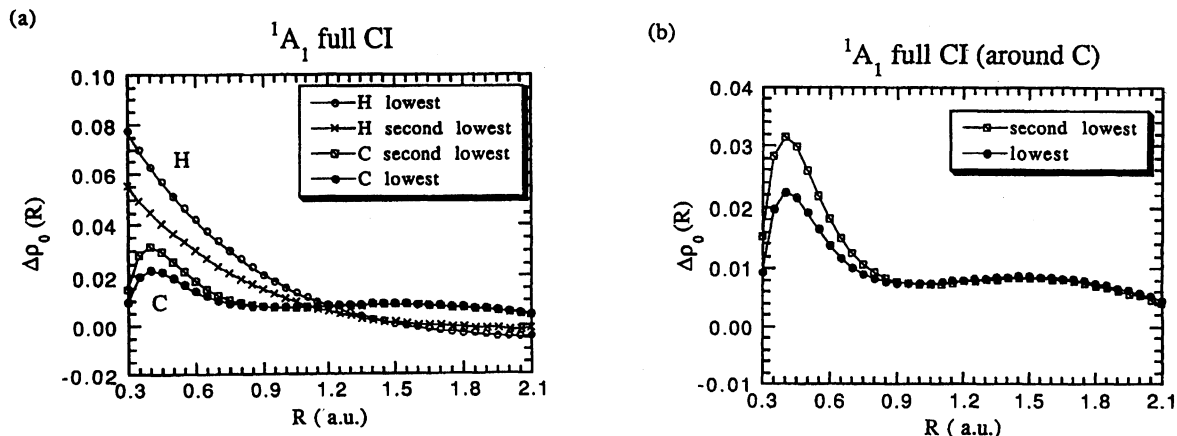 (a)
¹A₁ full CI
0.10
0.08
0.06
0.04
0.02
0.00
-0.02
Δρ₀(R)
H lowest
H second lowest
C second lowest
C lowest
H
C
0.3 0.6 0.9 1.2 1.5 1.8 2.1
R ( a.u.)
(b)
¹A₁ full CI (around C)
0.04
0.03
0.02
0.01
0.00
-0.01
Δρ₀(R)
second lowest
lowest
0.3 0.6 0.9 1.2 1.5 1.8 2.1
R ( a.u.)